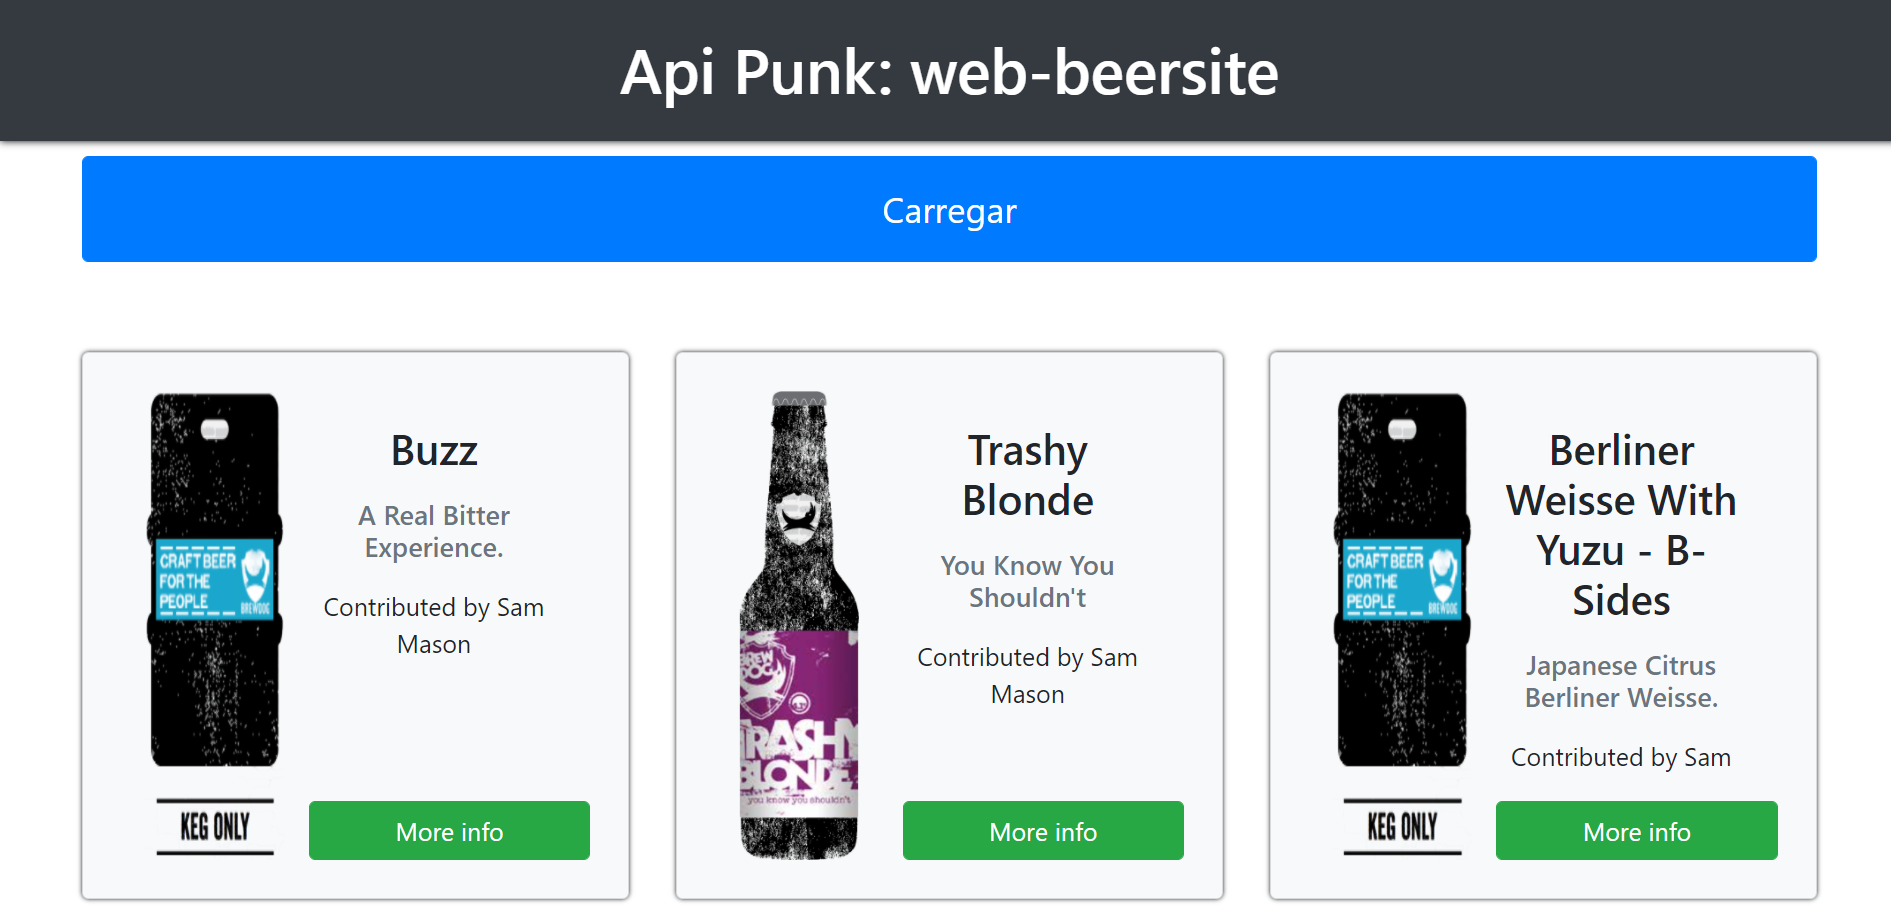 Api Punk: web-beersite
Carregar
CRAFT BEER
FOR THE
PEOPLE
BREWDOG
KEG ONLY
Buzz
A Real Bitter
Experience.
Contributed by Sam
Mason
More info
BREW
DOG
TRASHY
BLONDE
you know you shouldn't
Trashy
Blonde
You Know You
Shouldn't
Contributed by Sam
Mason
More info
CRAFT BEER
FOR THE
PEOPLE
BREWDOG
KEG ONLY
Berliner
Weisse With
Yuzu - B-
Sides
Japanese Citrus
Berliner Weisse.
Contributed by Sam
More info